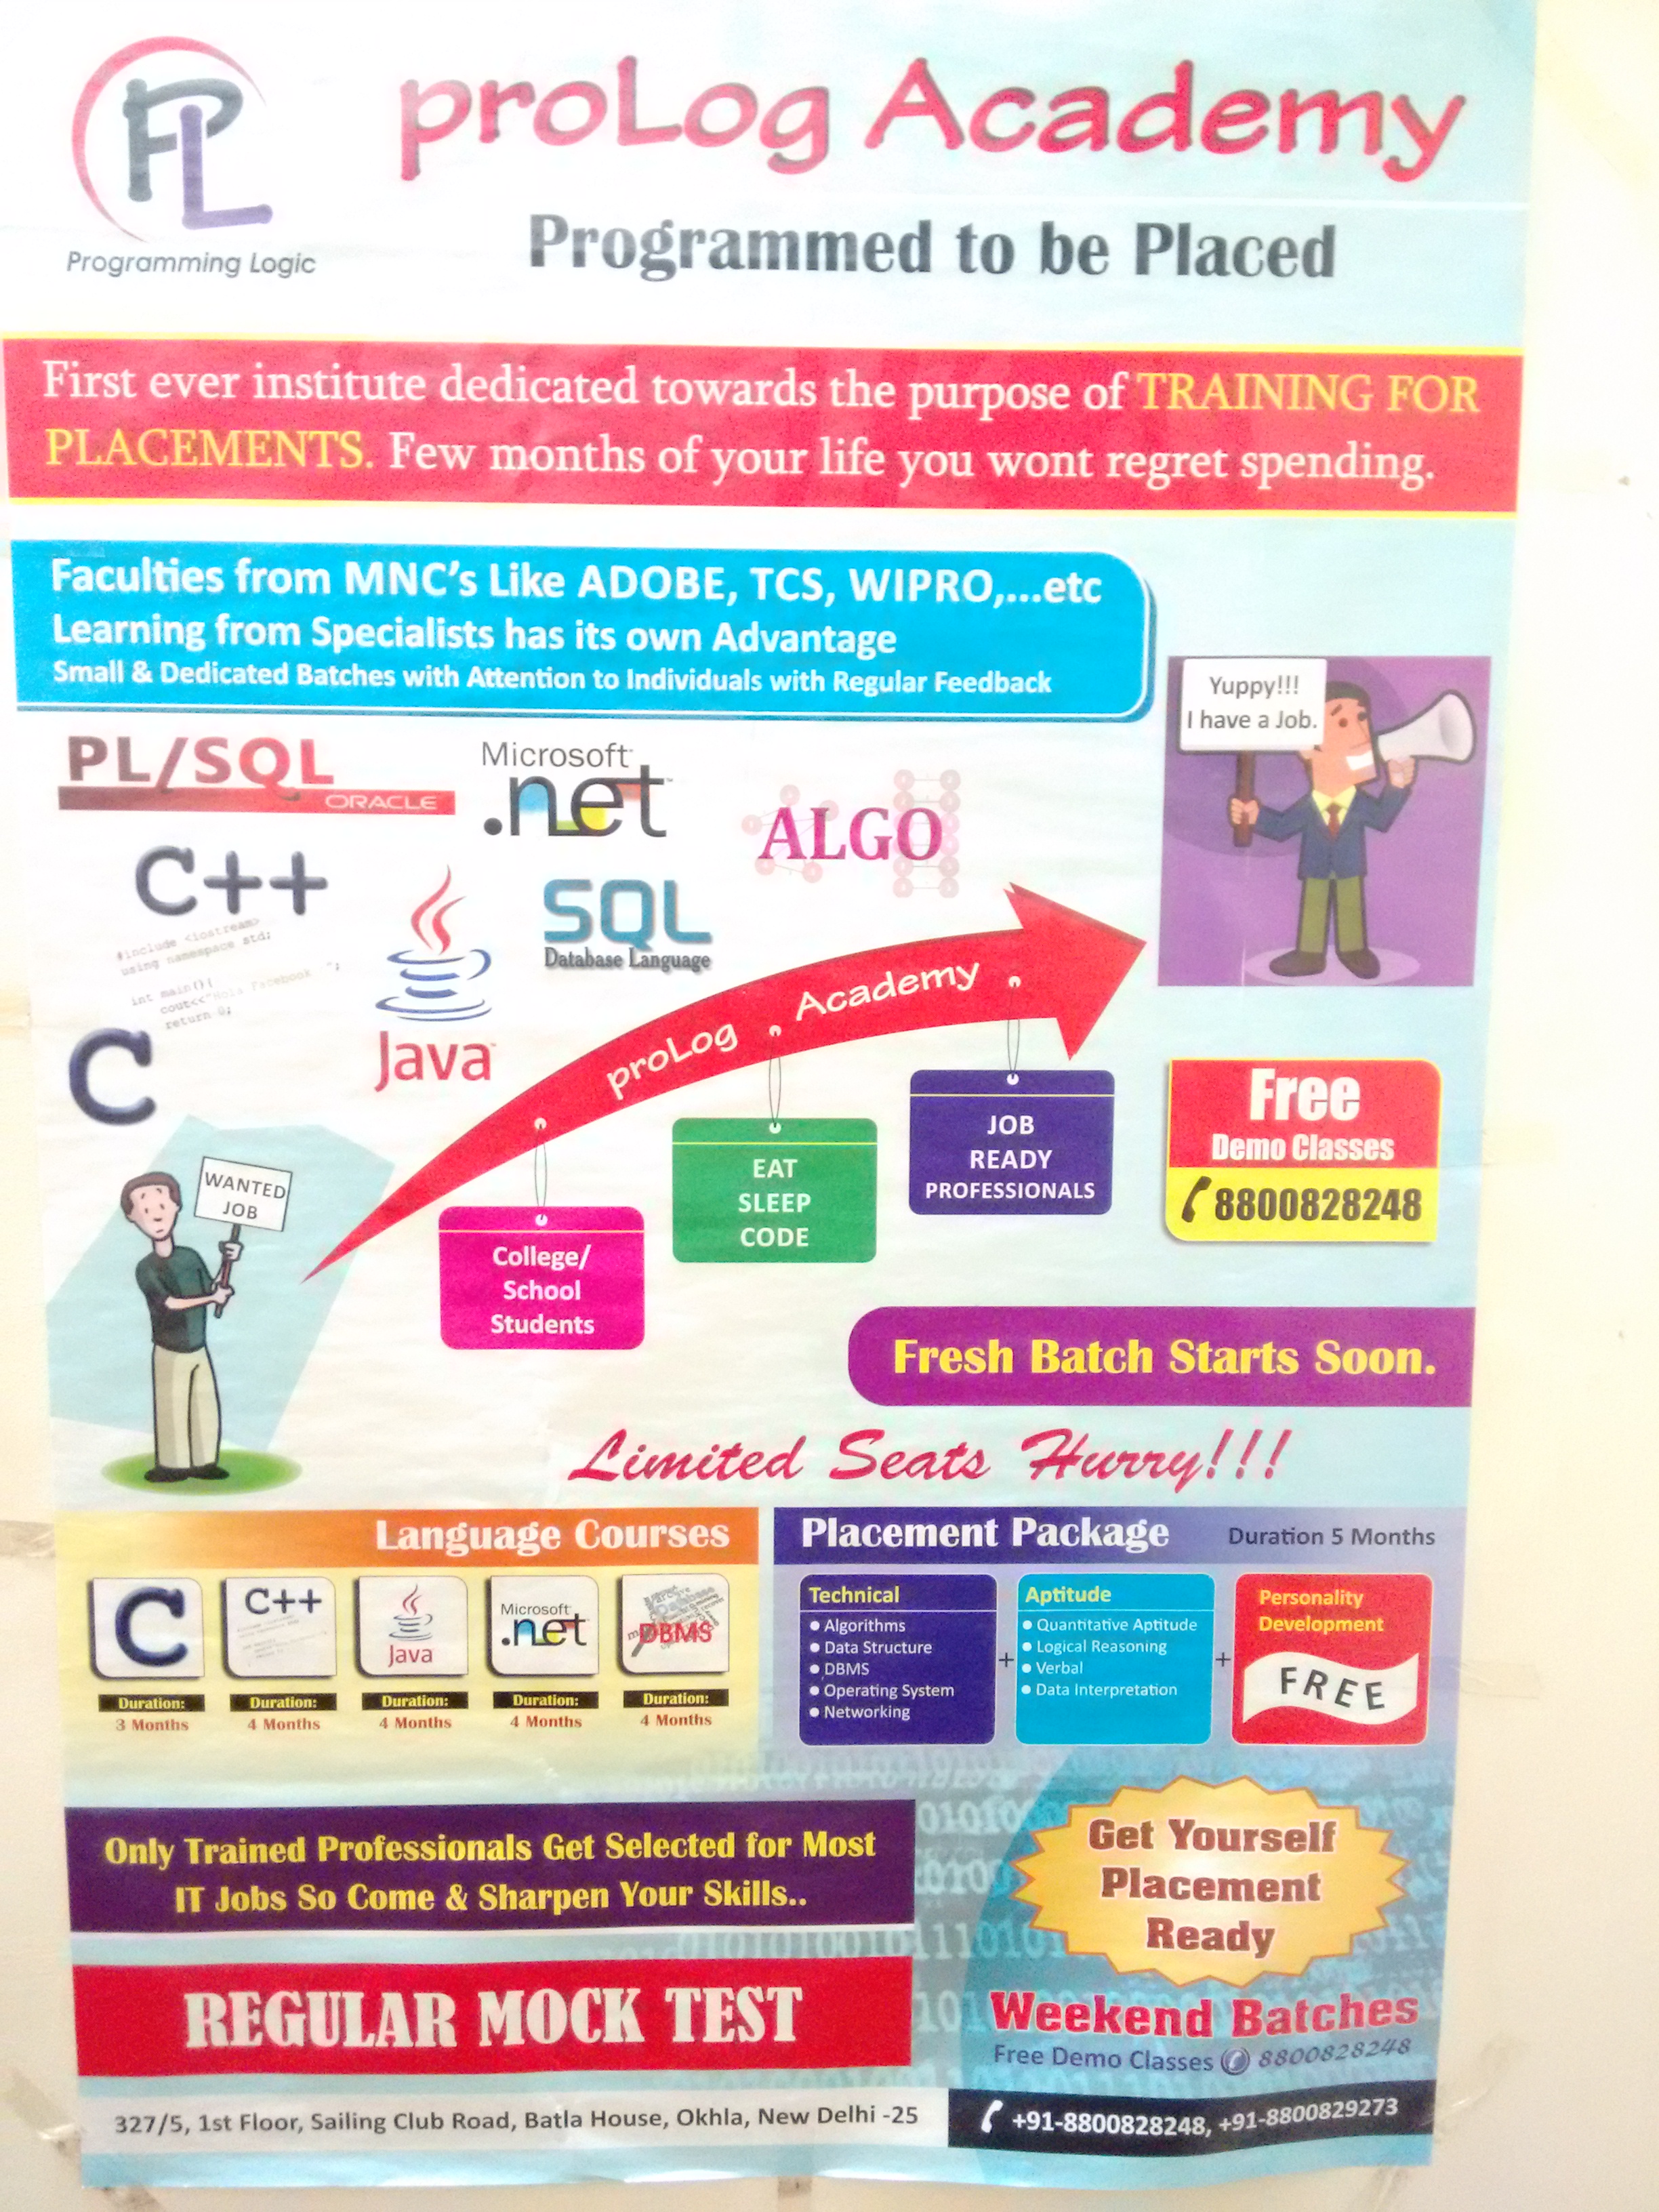 PL
Programming Logic
proLog Academy
Programmed to be Placed
First ever institute dedicated towards the purpose of TRAINING FOR
PLACEMENTS. Few months of your life you wont regret spending.
Faculties from MNC's Like ADOBE, TCS, WIPRO,...etc
Learning from Specialists has its own Advantage
Small & Dedicated Batches with Attention to Individuals with Regular Feedback
Yuppy!!!
I have a Job.
PL/SQL
ORACLE
Microsoft
.net
ALGO
C++
#include <iostream>
using namespace std;
int main(){
cout<<"Hola Facebook ";
return 0;
SQL
Database Language
Java
C
proLog Academy
WANTED
JOB
College/
School
Students
EAT
SLEEP
CODE
JOB
READY
PROFESSIONALS
Free
Demo Classes
8800828248
Fresh Batch Starts Soon.
Limited Seats Hurry!!!
Language Courses
C
Duration:
3 Months
C++
Duration:
4 Months
Java
Duration:
4 Months
Microsoft
.net
Duration:
4 Months
DBMS
Duration:
4 Months
Placement Package
Duration 5 Months
Technical
● Algorithms
● Data Structure
● DBMS
● Operating System
● Networking
+
Aptitude
● Quantitative Aptitude
● Logical Reasoning
● Verbal
● Data Interpretation
+
Personality
Development
FREE
Only Trained Professionals Get Selected for Most
IT Jobs So Come & Sharpen Your Skills..
Get Yourself
Placement
Ready
REGULAR MOCK TEST
Weekend Batches
Free Demo Classes 8800828248
327/5, 1st Floor, Sailing Club Road, Batla House, Okhla, New Delhi -25
+91-8800828248, +91-8800829273